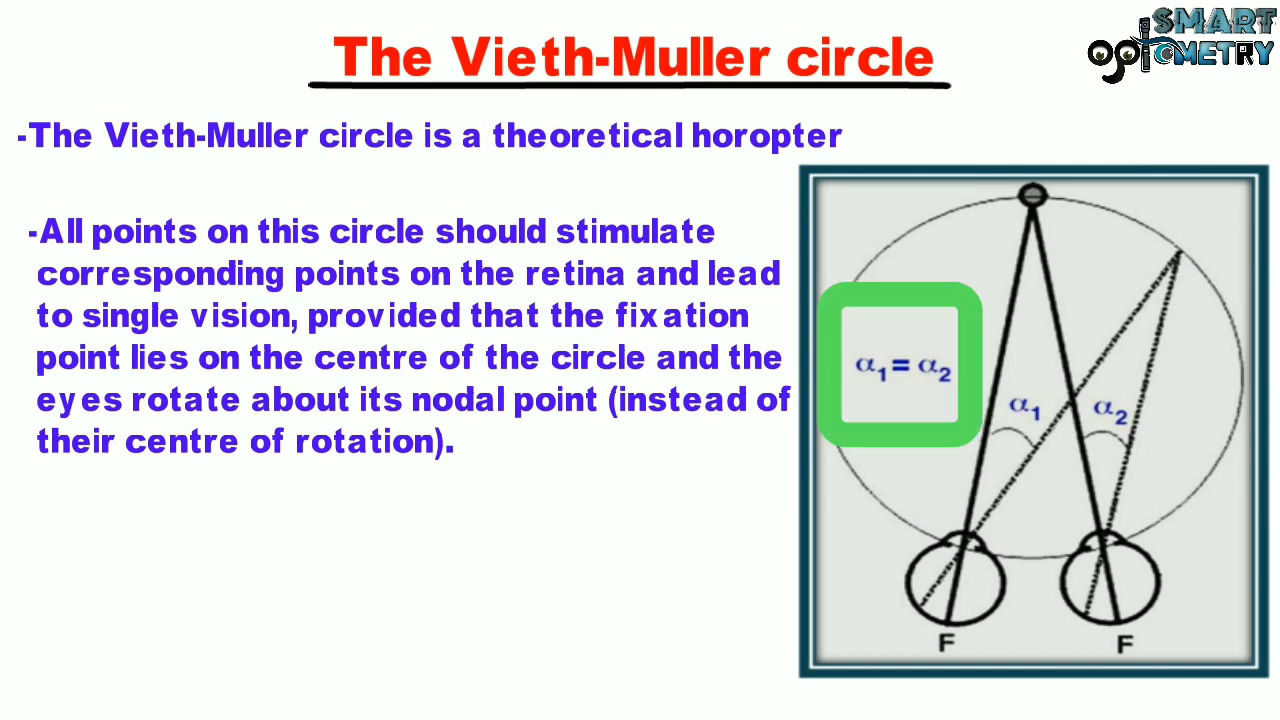 The Vieth-Muller circle
SMART
OptOMETRY
-The Vieth-Muller circle is a theoretical horopter
-All points on this circle should stimulate
corresponding points on the retina and lead
to single vision, provided that the fixation
point lies on the centre of the circle and the
eyes rotate about its nodal point (instead of
their centre of rotation).
α1 = α2
α1
α2
F
F